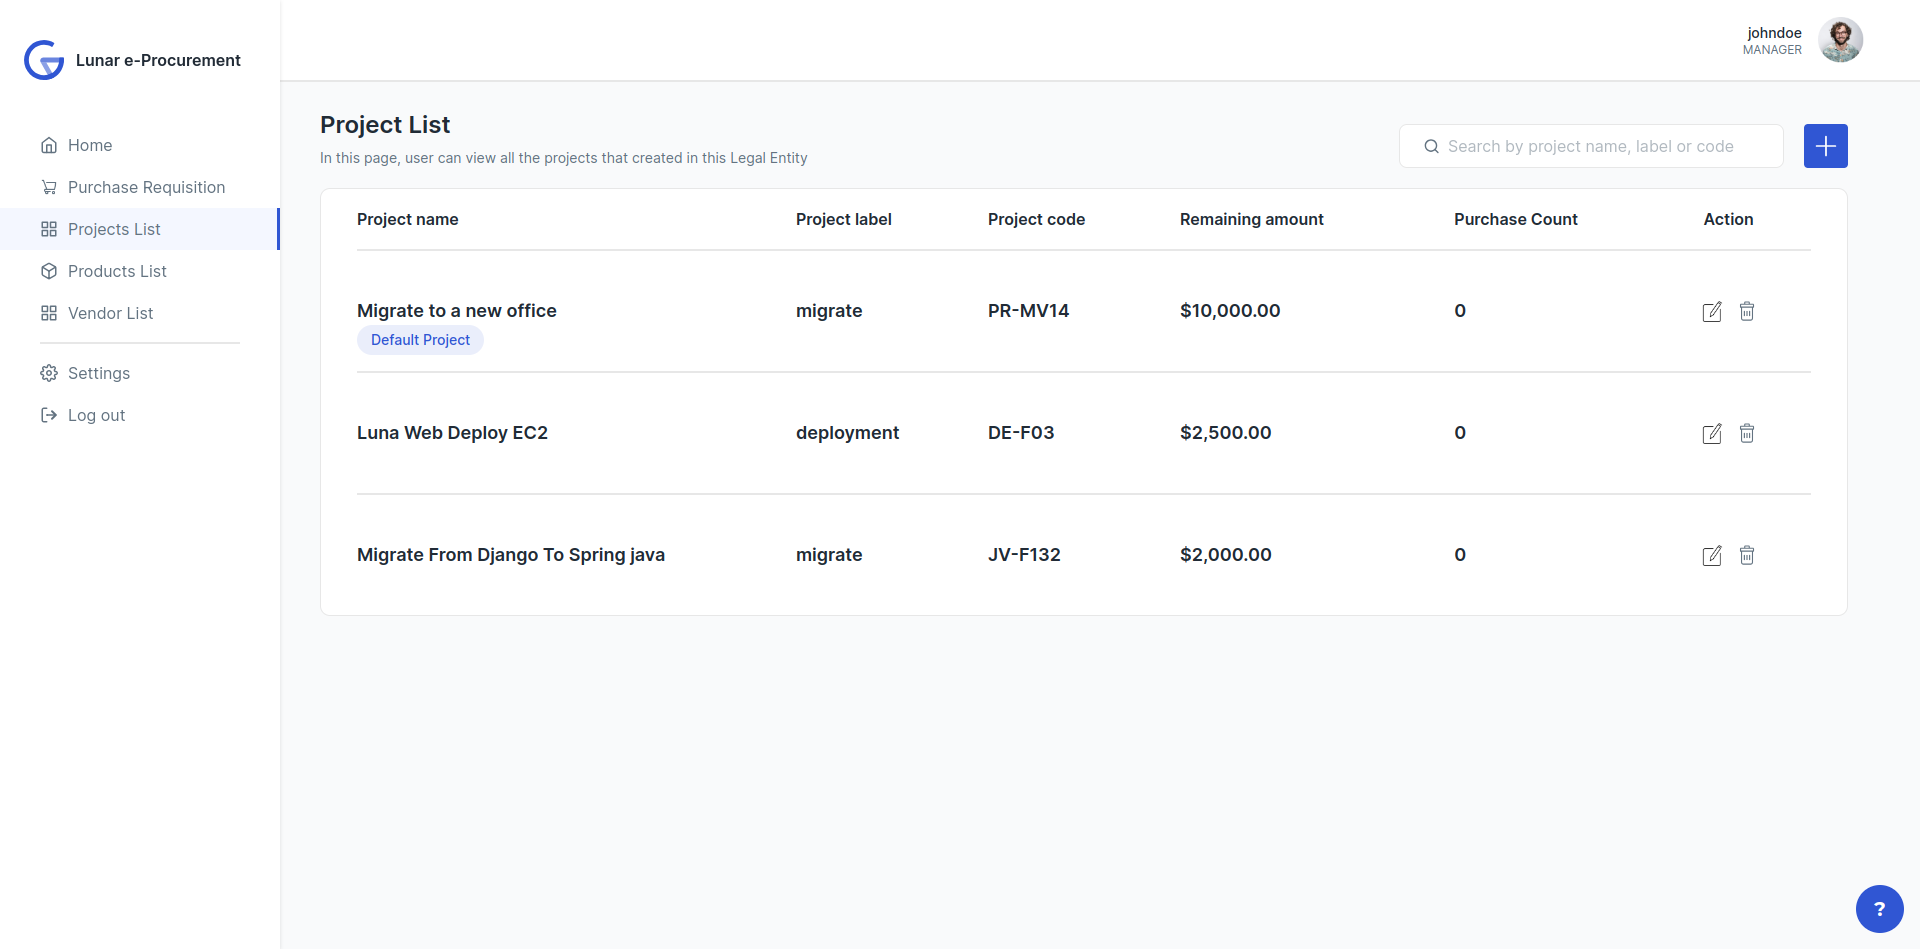 Lunar e-Procurement
johndoe
MANAGER
Home
Purchase Requisition
Projects List
Products List
Vendor List
Settings
Log out
Project List
In this page, user can view all the projects that created in this Legal Entity
Search by project name, label or code
Project name Project label Project code Remaining amount Purchase Count Action
Migrate to a new office migrate PR-MV14 $10,000.00 0
Default Project
Luna Web Deploy EC2 deployment DE-F03 $2,500.00 0
Migrate From Django To Spring java migrate JV-F132 $2,000.00 0
?